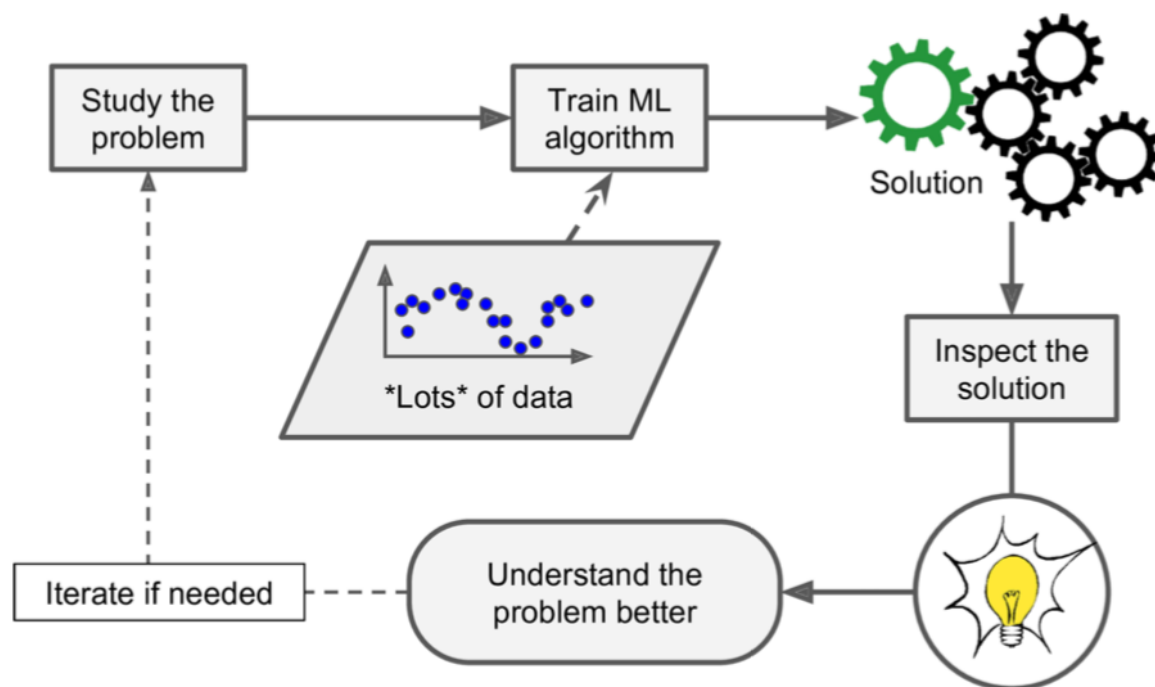 Study the
problem
Train ML
algorithm
Solution
*Lots* of data
Inspect the
solution
Understand the
problem better
Iterate if needed